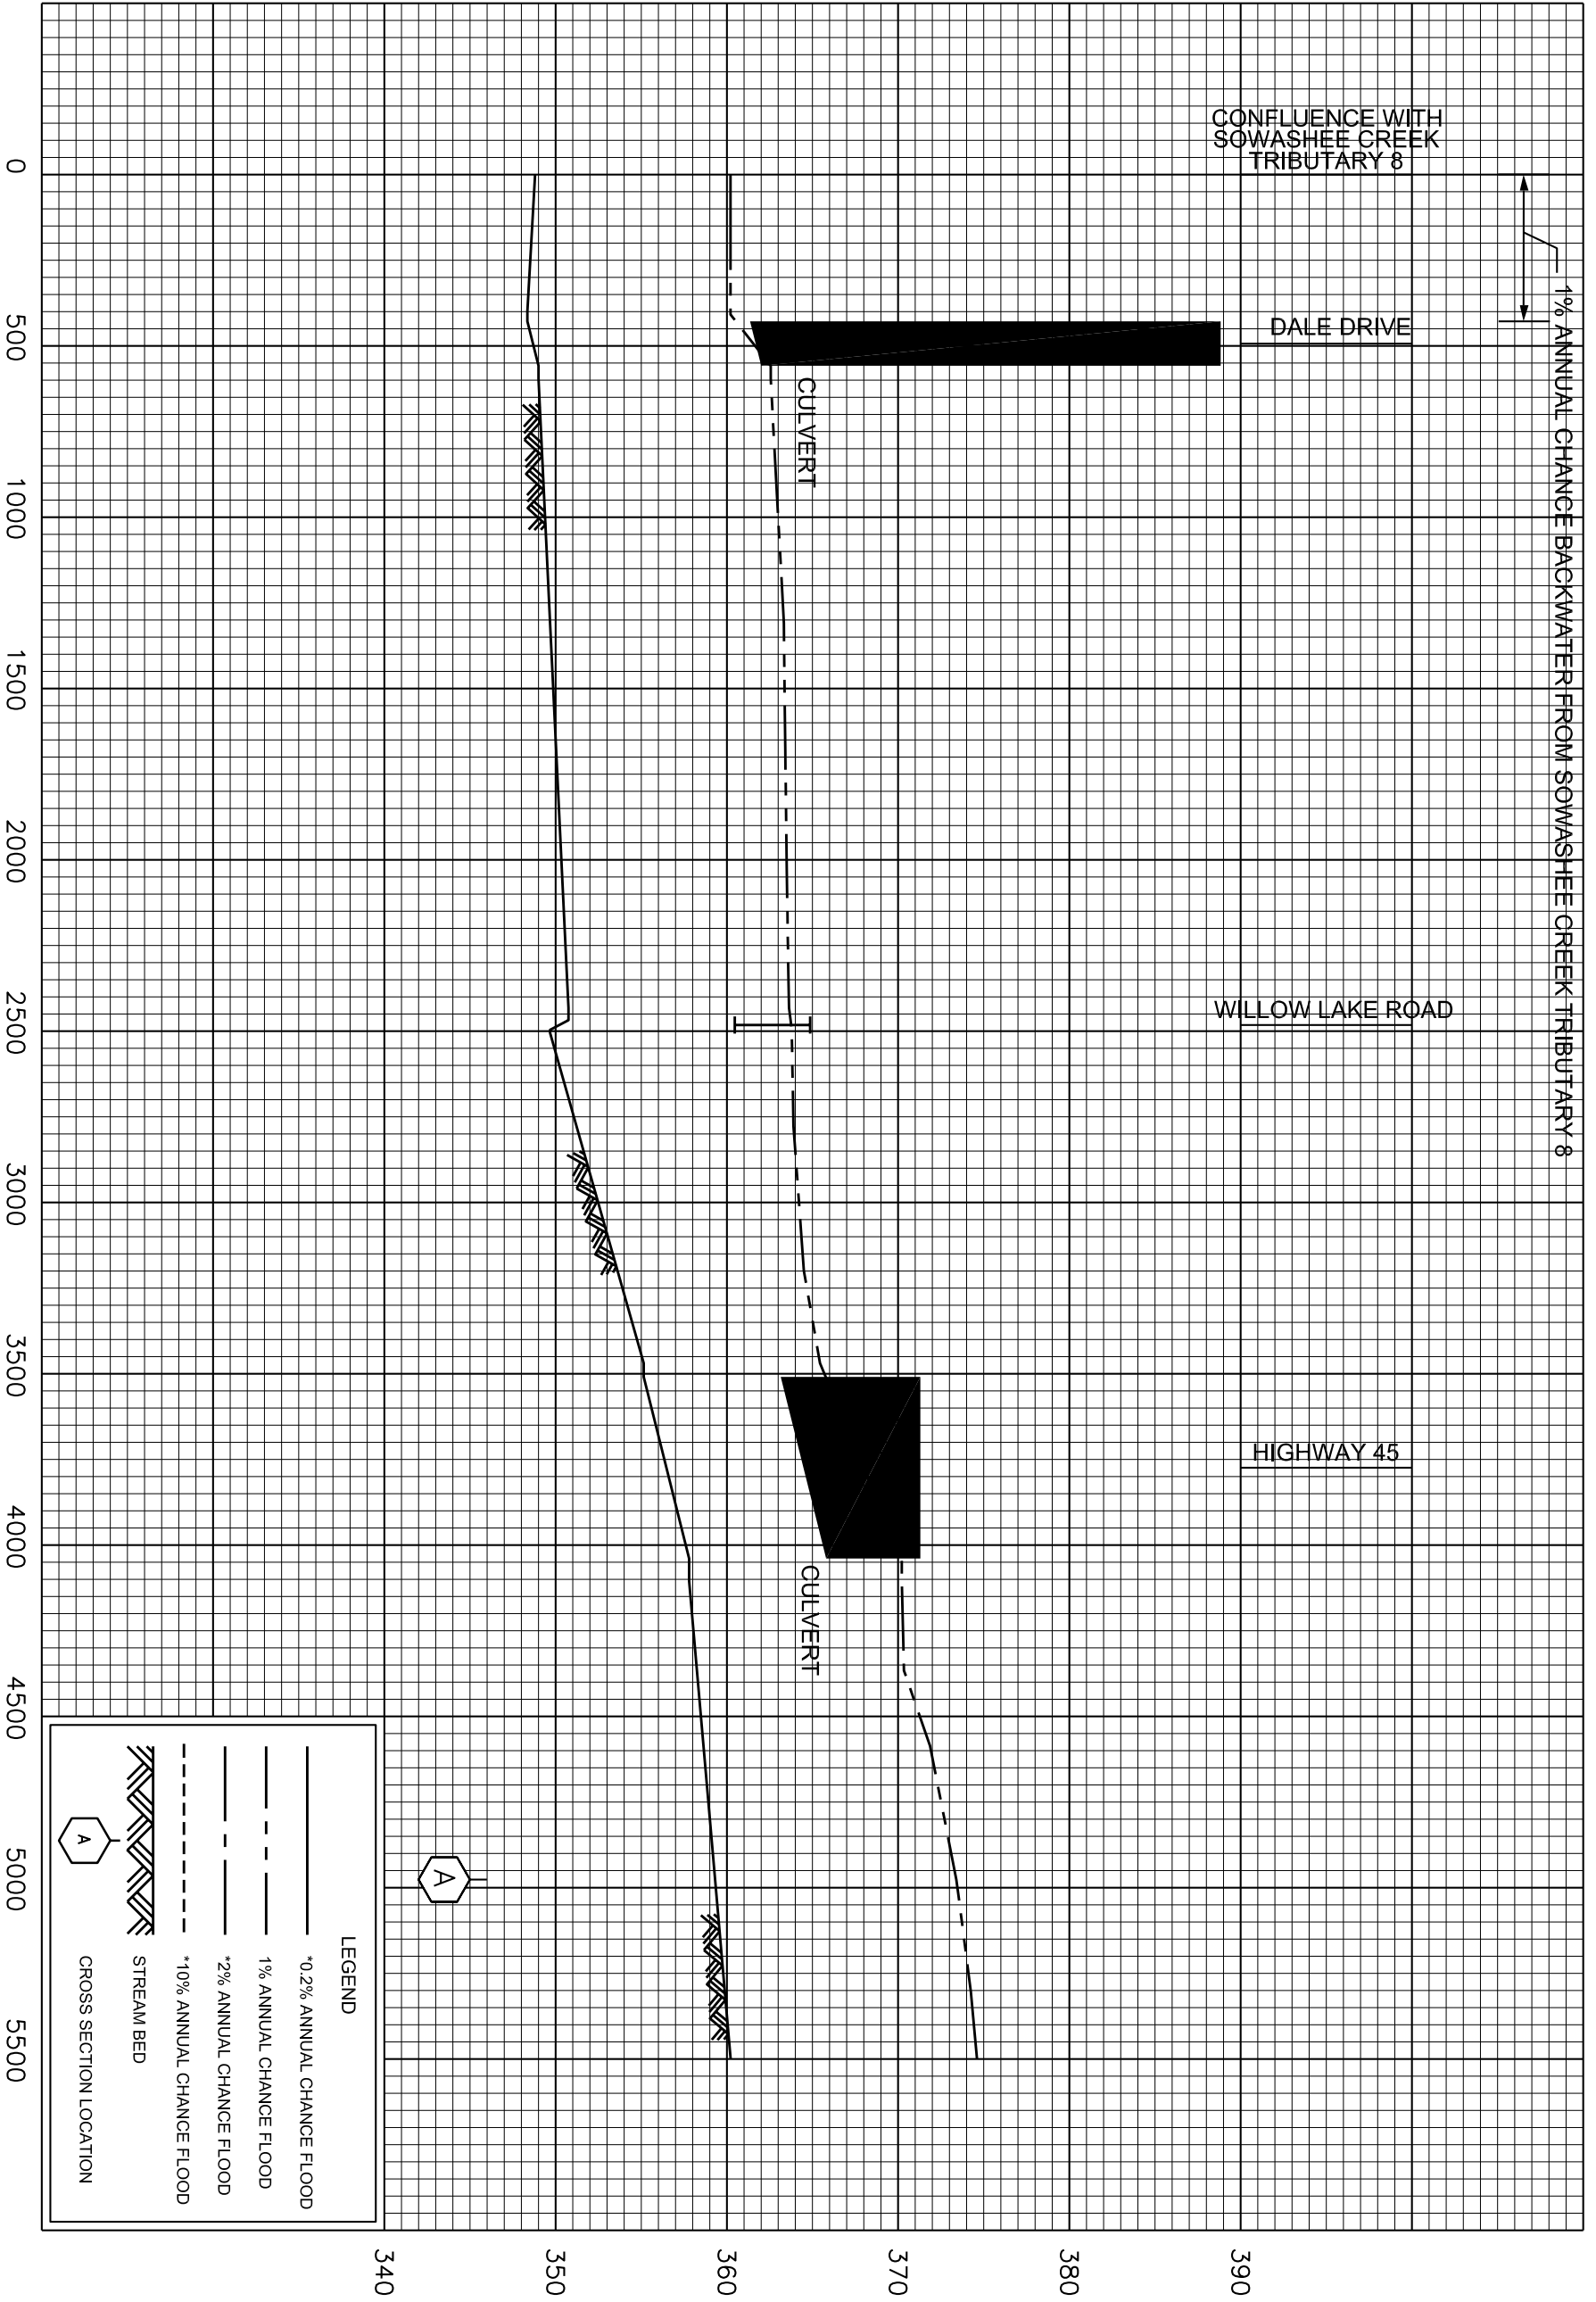 CONFLUENCE WITH
SOWASHEE CREEK
TRIBUTARY 8
1% ANNUAL CHANCE BACKWATER FROM SOWASHEE CREEK TRIBUTARY 8
DALE DRIVE
WILLOW LAKE ROAD
HIGHWAY 45
CULVERT
CULVERT
390
380
370
360
350
340
0
500
1000
1500
2000
2500
3000
3500
4000
4500
5000
5500
A
LEGEND
*0.2% ANNUAL CHANCE FLOOD
1% ANNUAL CHANCE FLOOD
*2% ANNUAL CHANCE FLOOD
*10% ANNUAL CHANCE FLOOD
STREAM BED
A
CROSS SECTION LOCATION